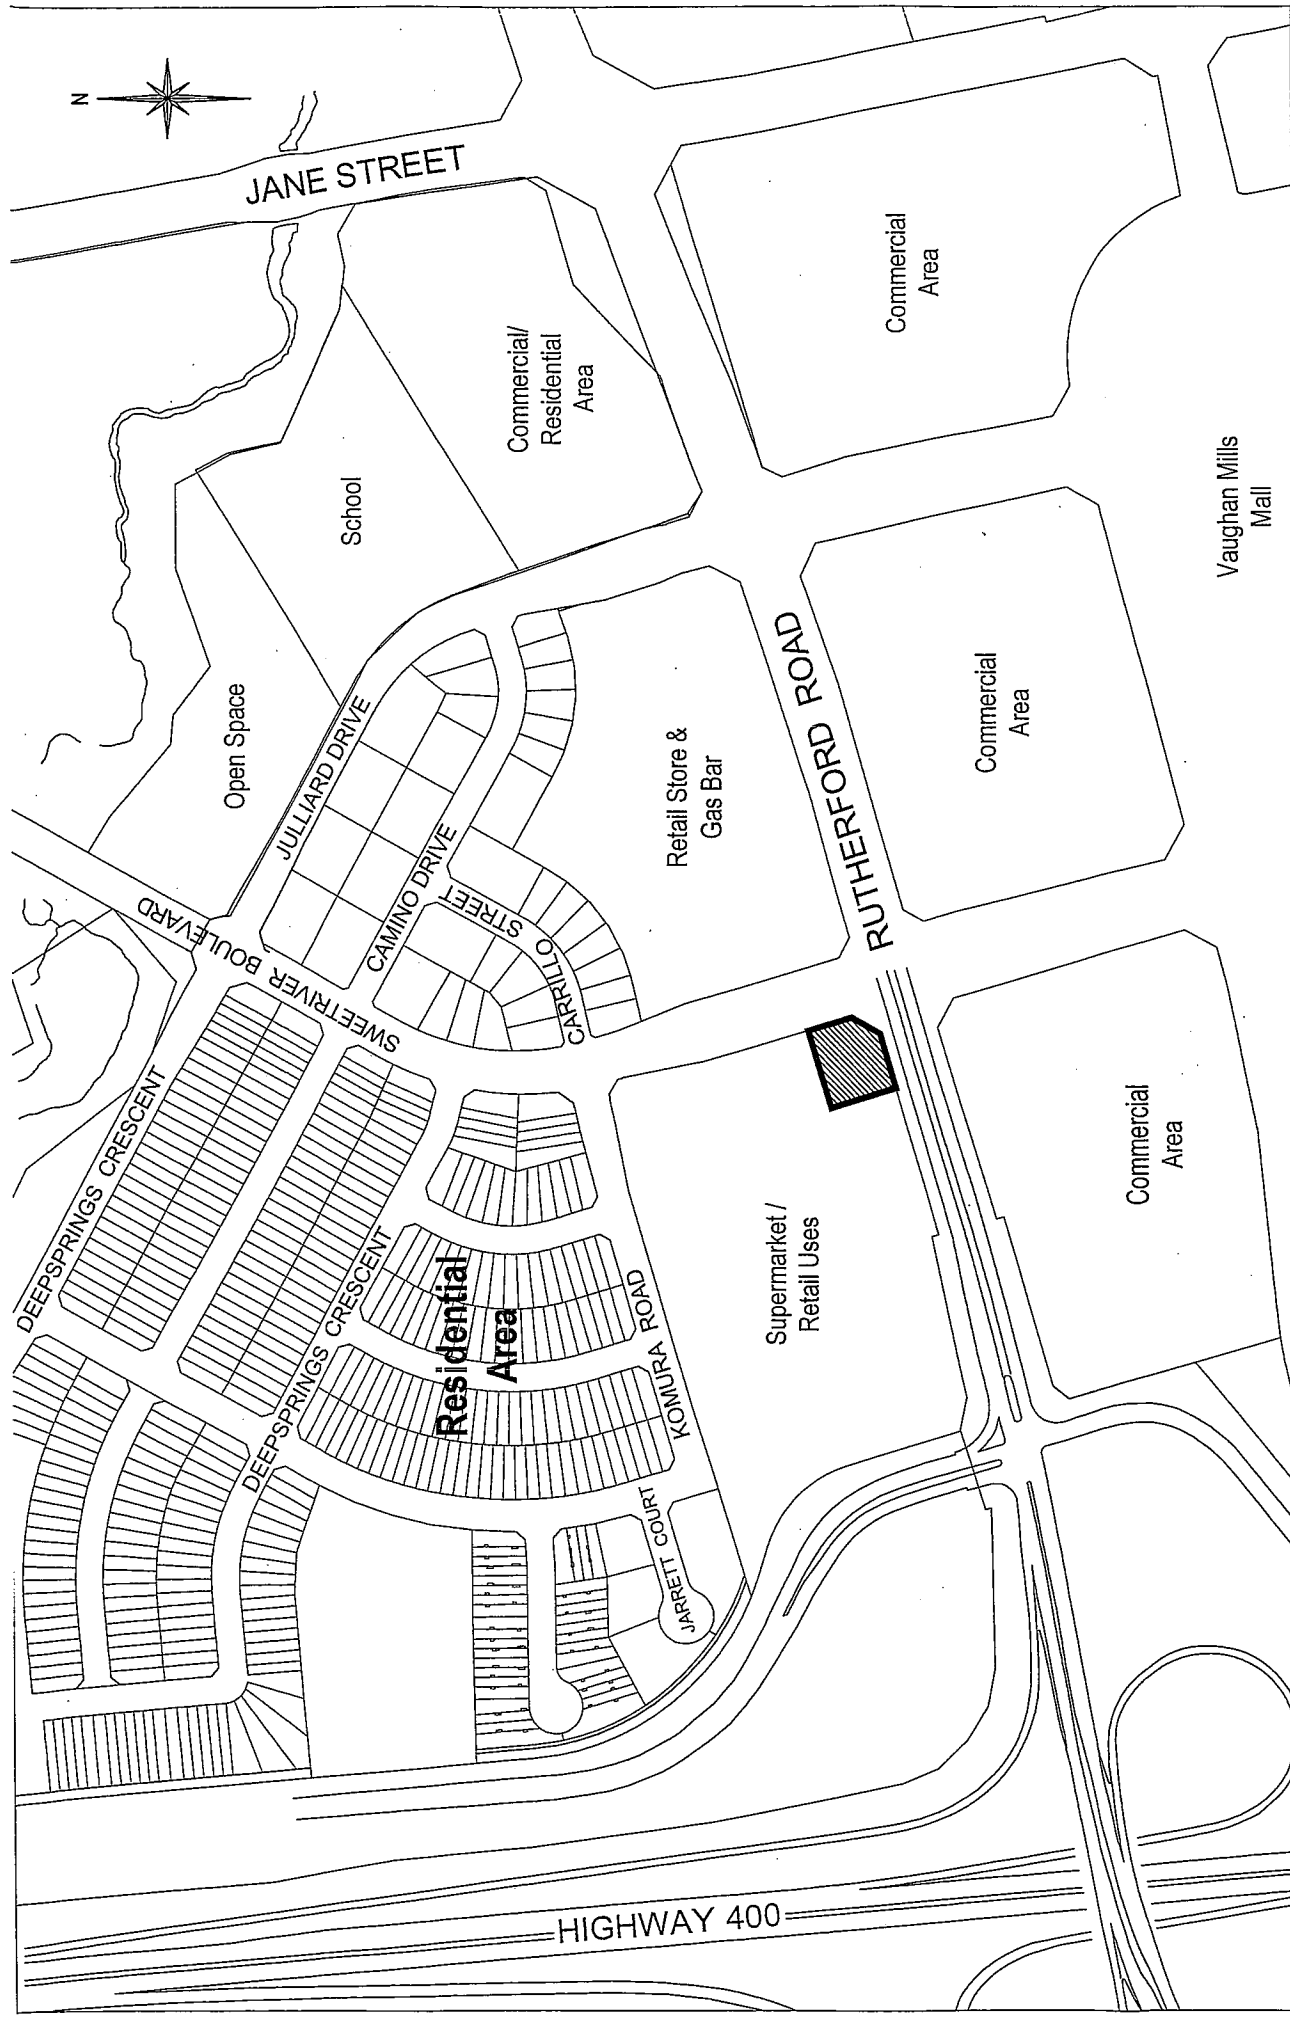 N
JANE STREET
Commercial/
Residential
Area
School
Open Space
Commercial
Area
Vaughan Mills
Mall
JULLIARD DRIVE
CAMINO DRIVE
CARRILLO STREET
SWEETRIVER BOULEVARD
Retail Store &
Gas Bar
RUTHERFORD ROAD
Commercial
Area
DEEPSPRINGS CRESCENT
DEEPSPRINGS CRESCENT
DEEPSPRINGS CRESCENT
Residential
Area
KOMURA ROAD
JARRETT COURT
Supermarket /
Retail Uses
Commercial
Area
HIGHWAY 400